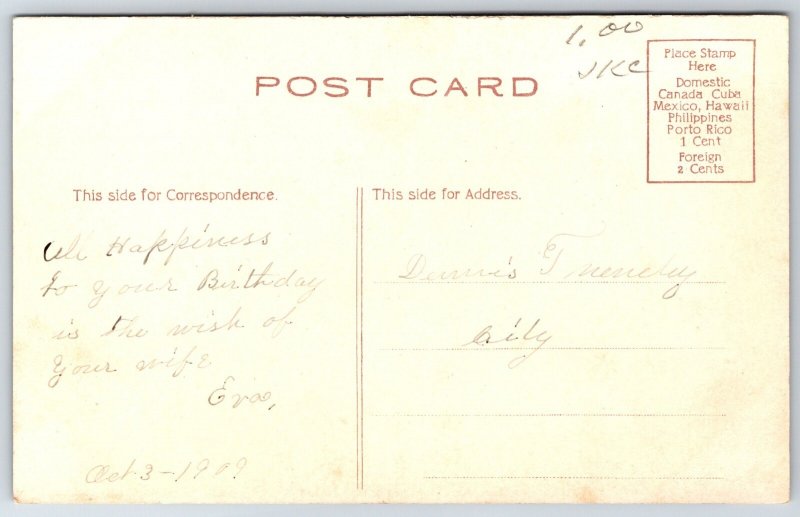 1.00
JKC
POST CARD
Place Stamp
Here
Domestic
Canada Cuba
Mexico, Hawaii
Philippines
Porto Rico
1 Cent
Foreign
2 Cents
This side for Correspondence.
All Happiness
to your Birthday
is the wish of
your wife
Eva,
Oct 3-1909
This side for Address.
Dennis
City